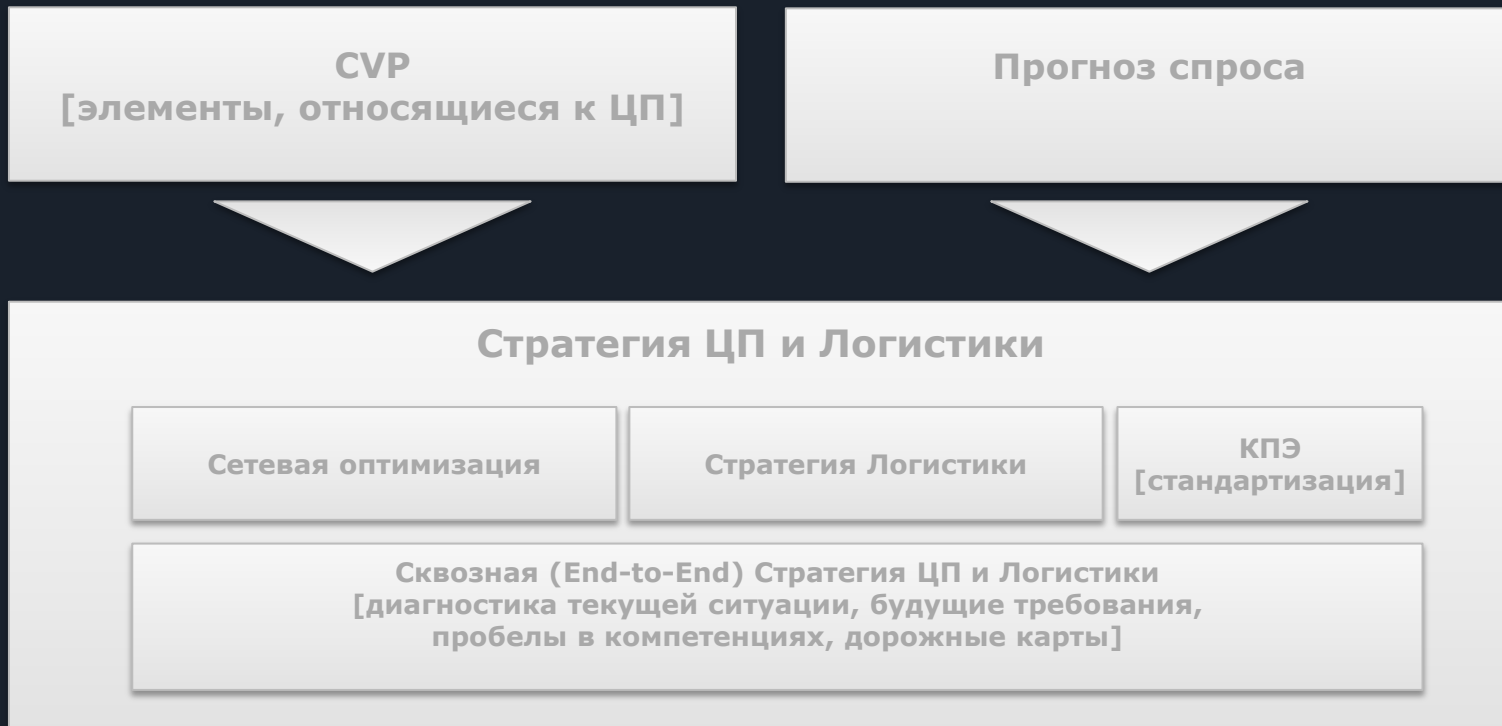 CVP
[элементы, относящиеся к ЦП]
Прогноз спроса
Стратегия ЦП и Логистики
Сетевая оптимизация
Стратегия Логистики
КПЭ
[стандартизация]
Сквозная (End-to-End) Стратегия ЦП и Логистики
[диагностика текущей ситуации, будущие требования,
пробелы в компетенциях, дорожные карты]